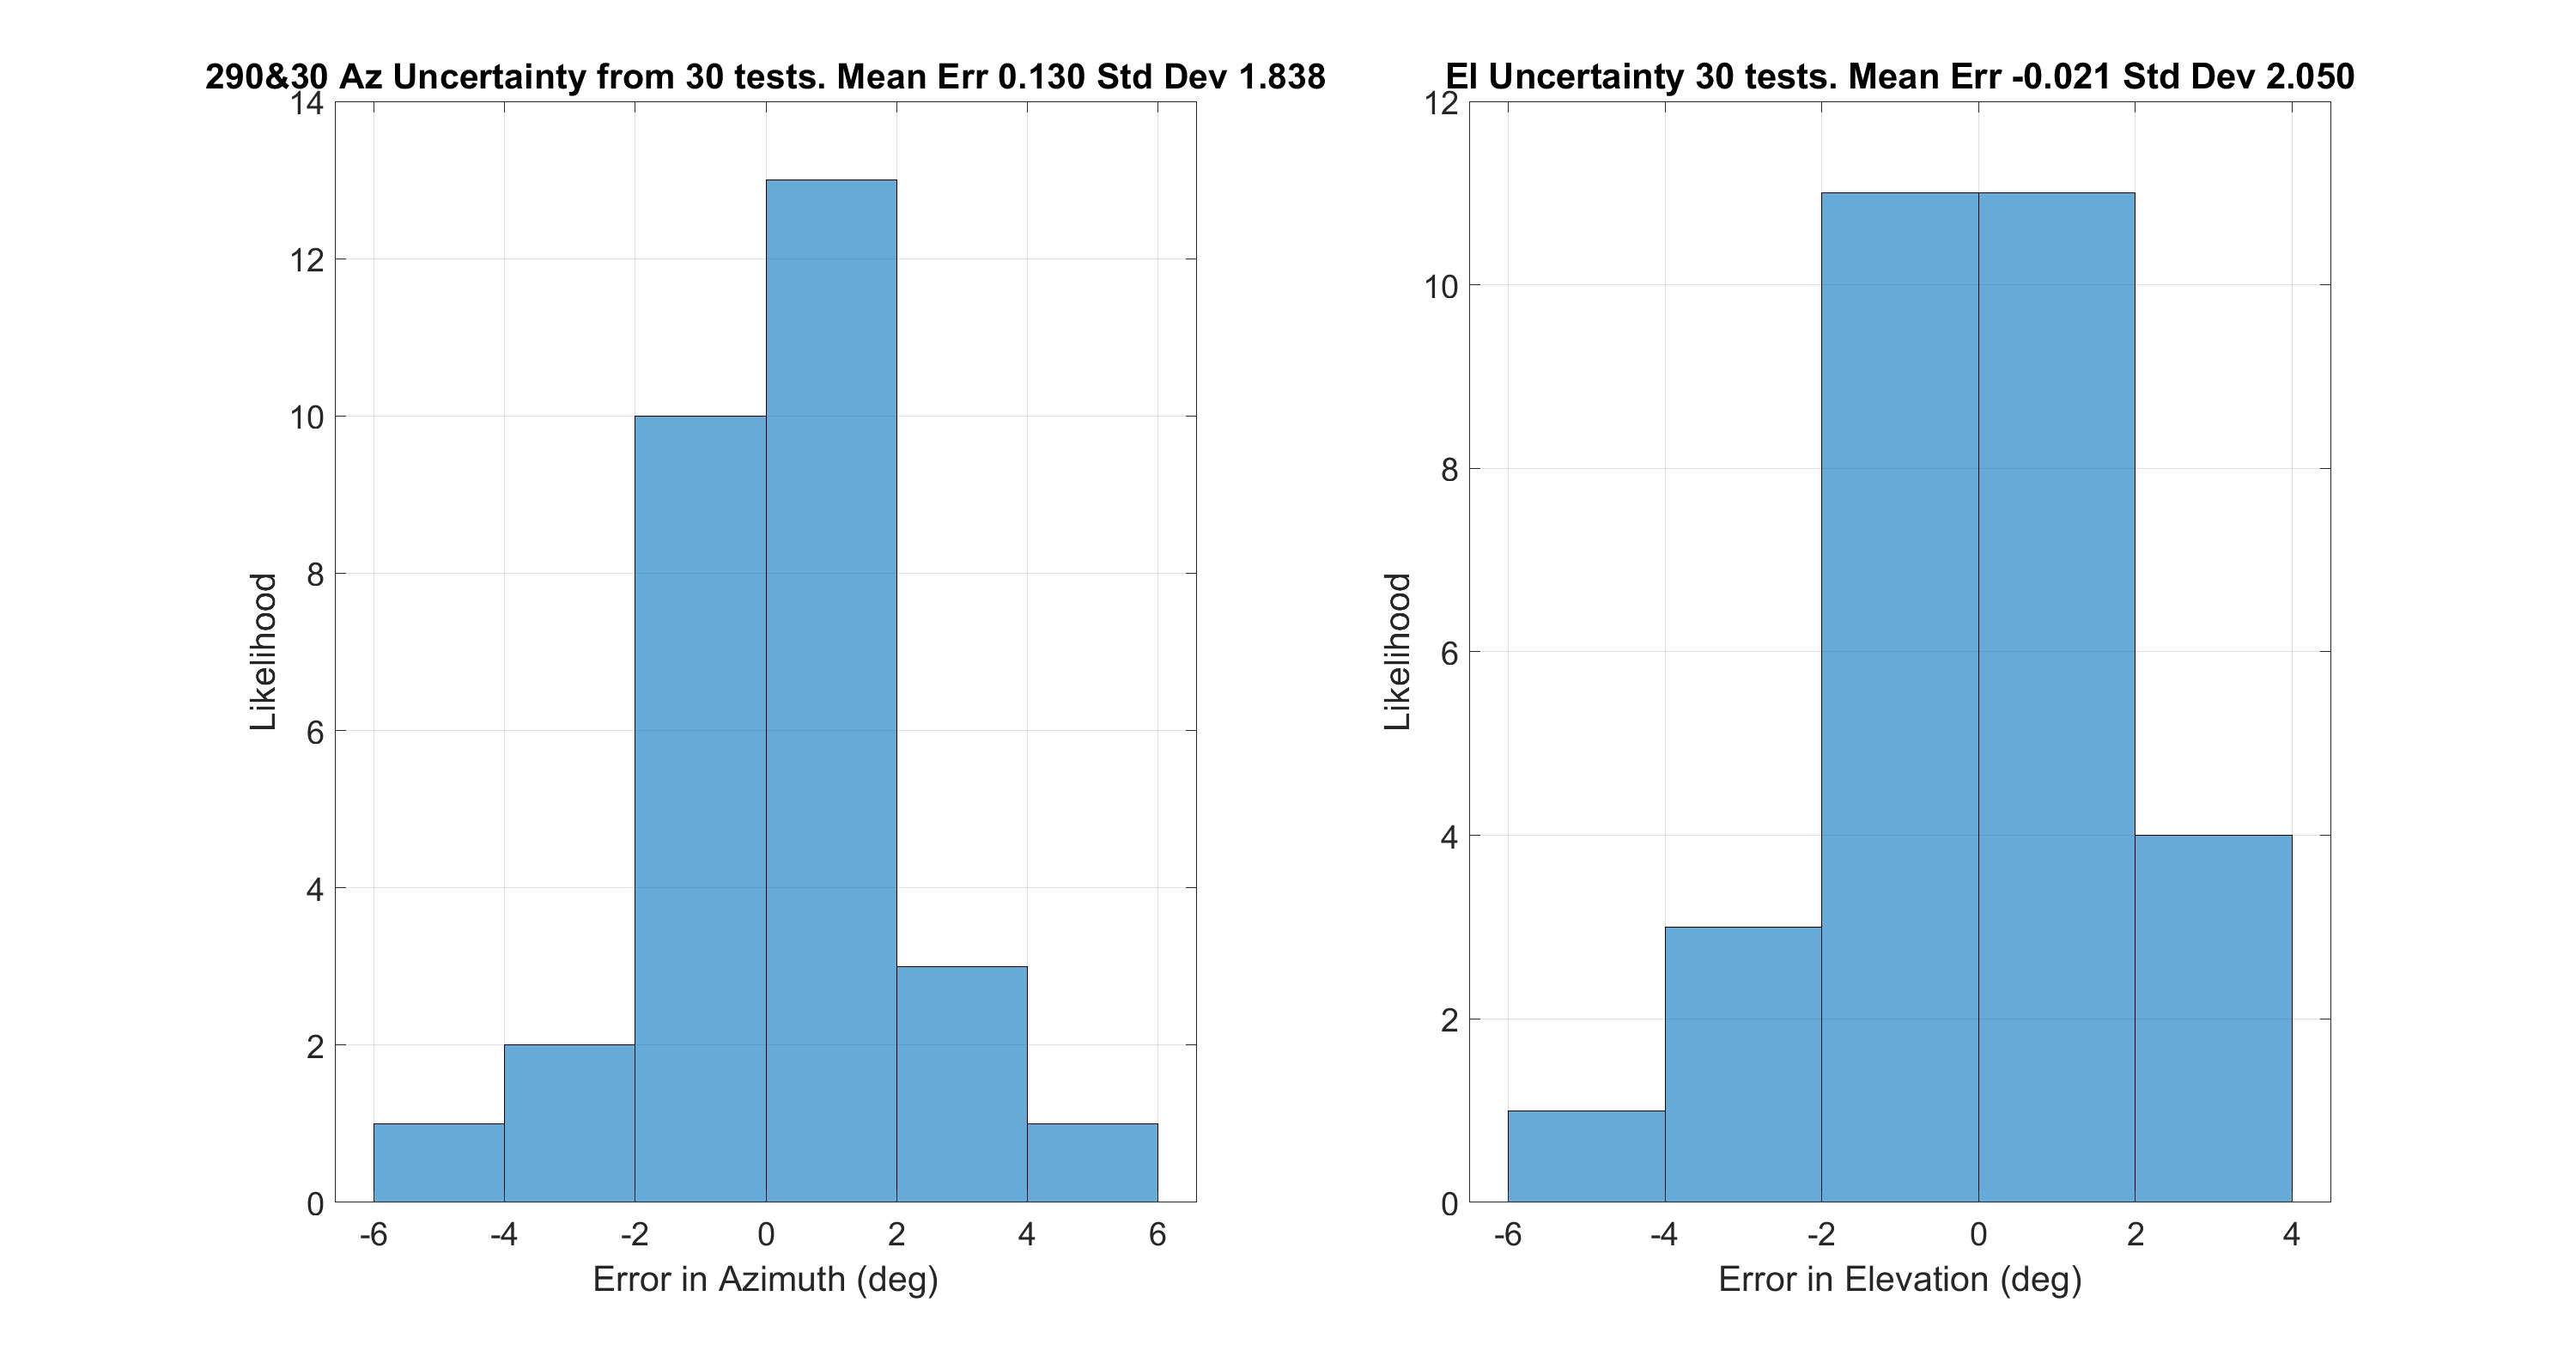 290&30 Az Uncertainty from 30 tests. Mean Err 0.130 Std Dev 1.838
14
12
10
8
6
4
2
0
Likelihood
-6 -4 -2 0 2 4 6
Error in Azimuth (deg)
El Uncertainty 30 tests. Mean Err -0.021 Std Dev 2.050
12
10
8
6
4
2
0
Likelihood
-6 -4 -2 0 2 4
Error in Elevation (deg)